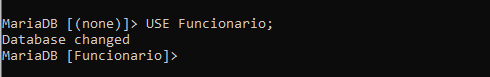 MariaDB [(none)]> USE Funcionario;
Database changed
MariaDB [Funcionario]>